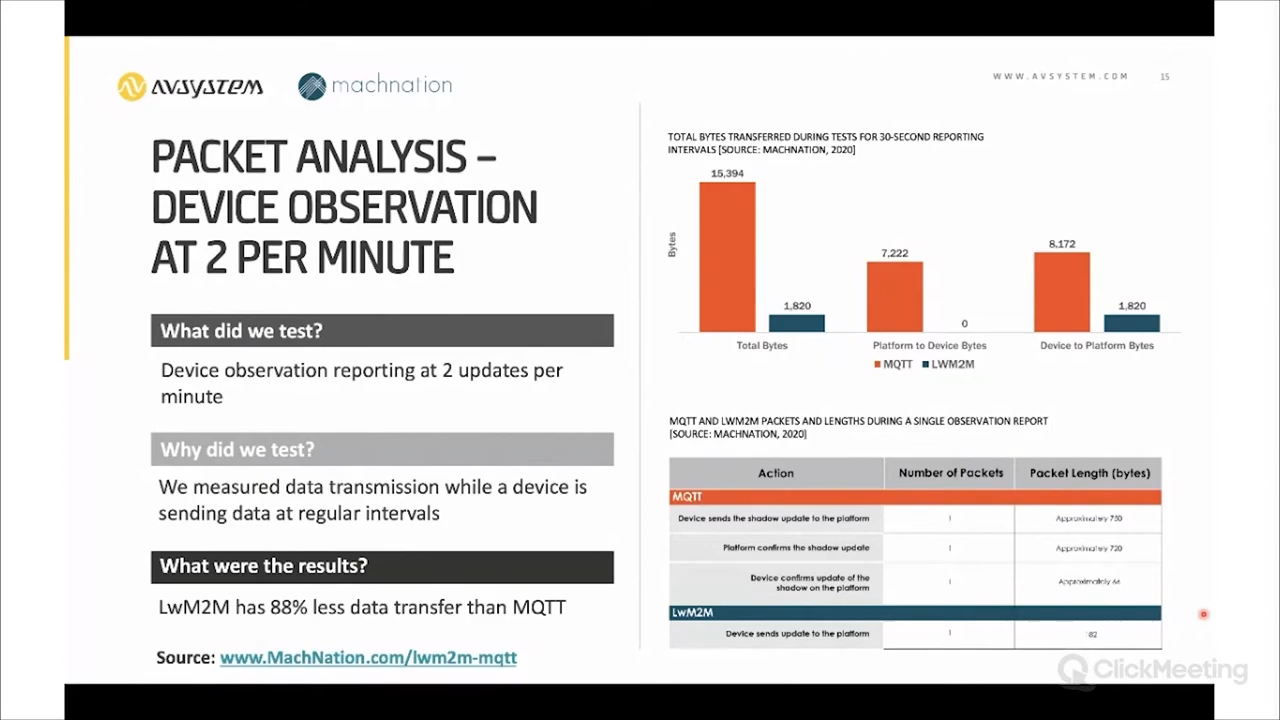 AVSYSTEM
machnation
WWW.AVSYSTEM.COM
15
PACKET ANALYSIS –
DEVICE OBSERVATION
AT 2 PER MINUTE
What did we test?
Device observation reporting at 2 updates per
minute
Why did we test?
We measured data transmission while a device is
sending data at regular intervals
What were the results?
LwM2M has 88% less data transfer than MQTT
Source: www.MachNation.com/lwm2m-mqtt
TOTAL BYTES TRANSFERRED DURING TESTS FOR 30-SECOND REPORTING
INTERVALS [SOURCE: MACHNATION, 2020]
Bytes
15,394
1,820
7,222
0
8,172
1,820
Total Bytes
Platform to Device Bytes
Device to Platform Bytes
MQTT LWM2M
MQTT AND LWM2M PACKETS AND LENGTHS DURING A SINGLE OBSERVATION REPORT
[SOURCE: MACHNATION, 2020]
Action Number of Packets Packet Length (bytes)
MQTT
Device sends the shadow update to the platform 1 Approximately 750
Platform confirms the shadow update 1 Approximately 720
Device confirms update of the
shadow on the platform 1 Approximately 66
LwM2M
Device sends update to the platform 1 82
ClickMeeting